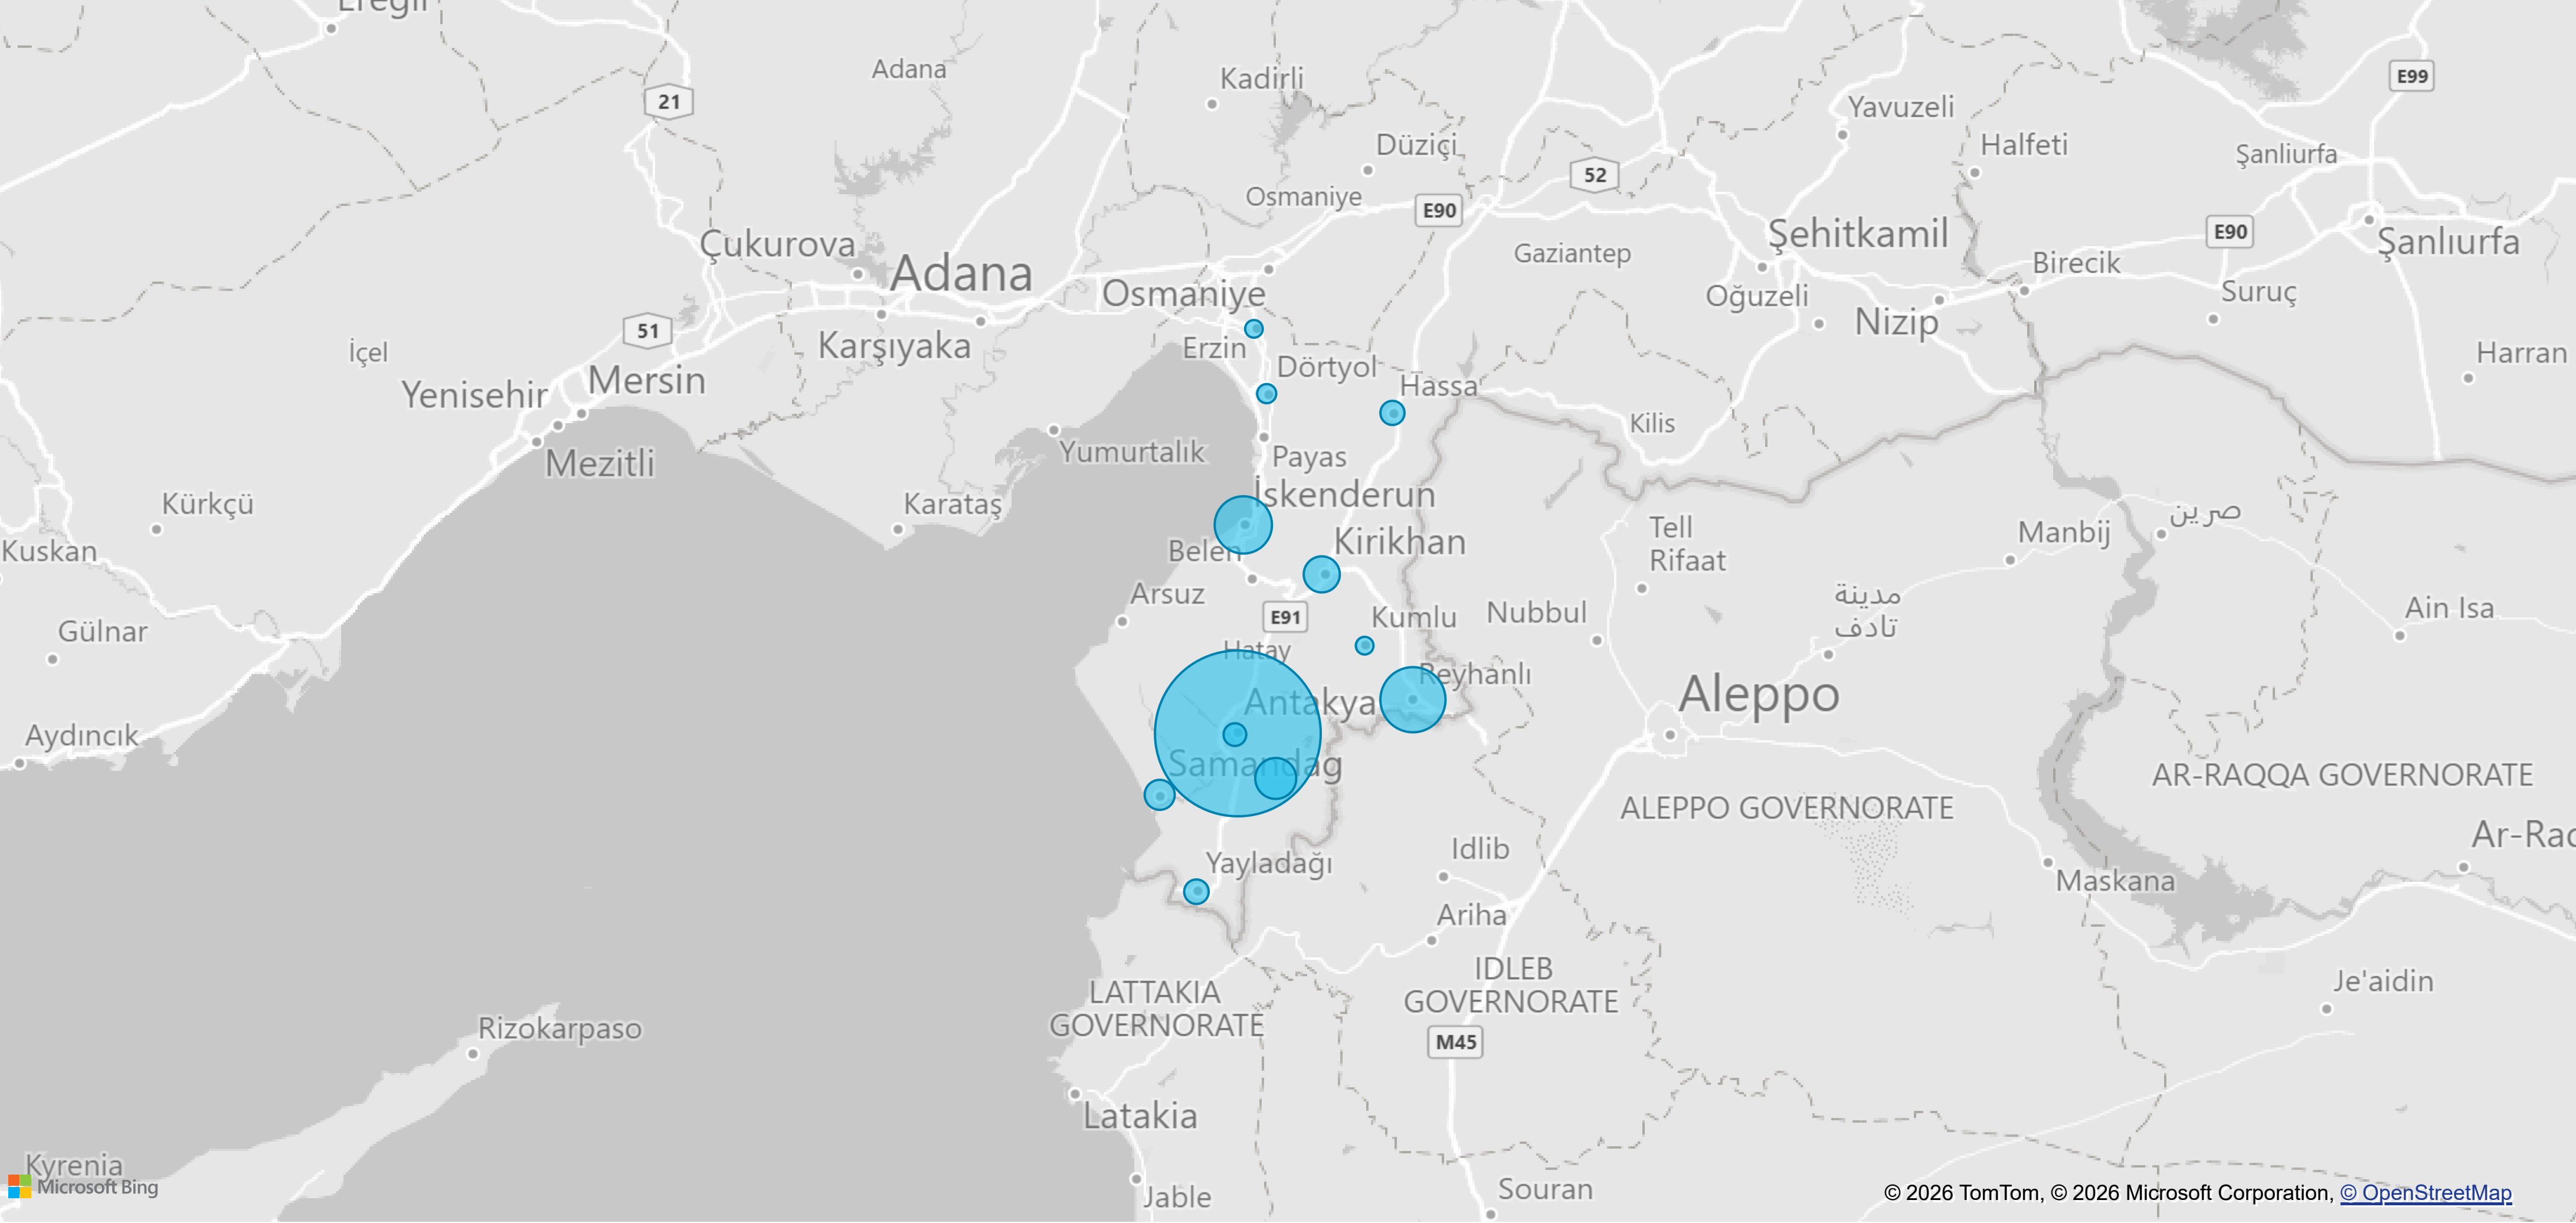 Eregli
21
Adana
Kadirli
E99
Yavuzeli
Düziçi
Halfeti
Şanliurfa
52
Osmaniye
E90
Çukurova
Adana
Gaziantep
Şehitkamil
E90
Şanlıurfa
Birecik
Osmaniye
Oğuzeli
Nizip
Suruç
51
İçel
Karşıyaka
Erzin
Dörtyol
Harran
Yenisehir
Mersin
Hassa
Kilis
Mezitli
Yumurtalık
Payas
İskenderun
Kürkçü
Karataş
Kirikhan
Tell
Rifaat
Manbij
صرين
Kuskan
Belen
Arsuz
مدينة
تادف
Gülnar
E91
Kumlu
Nubbul
Ain Isa
Hatay
Reyhanlı
Antakya
Aleppo
Aydıncık
Samandag
AR-RAQQA GOVERNORATE
ALEPPO GOVERNORATE
Yayladağı
Idlib
Ar-Rac
Maskana
Ariha
IDLEB
GOVERNORATE
LATTAKIA
GOVERNORATE
Je'aidin
Rizokarpaso
M45
Latakia
Kyrenia
Microsoft Bing
Jable
Souran
© 2026 TomTom, © 2026 Microsoft Corporation, © OpenStreetMap